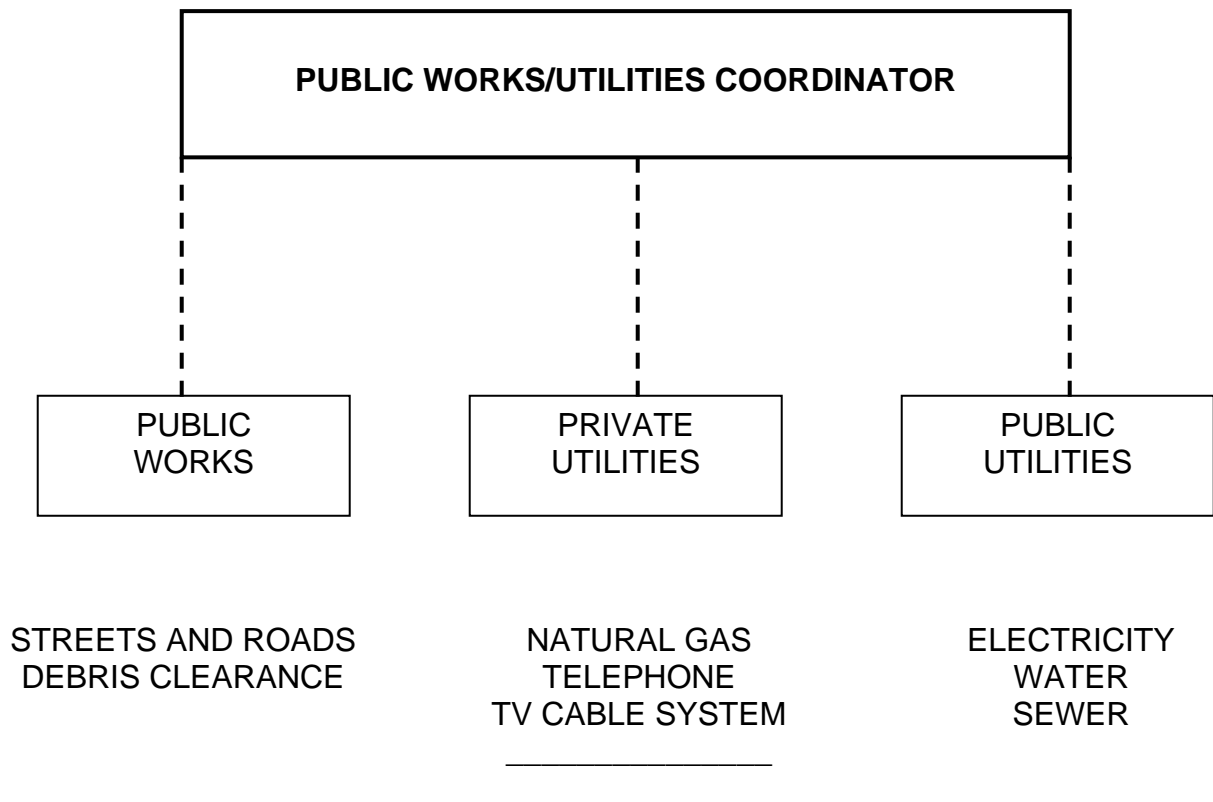 PUBLIC WORKS/UTILITIES COORDINATOR
PUBLIC
WORKS
PRIVATE
UTILITIES
PUBLIC
UTILITIES
STREETS AND ROADS
DEBRIS CLEARANCE
NATURAL GAS
TELEPHONE
TV CABLE SYSTEM
_______________
ELECTRICITY
WATER
SEWER